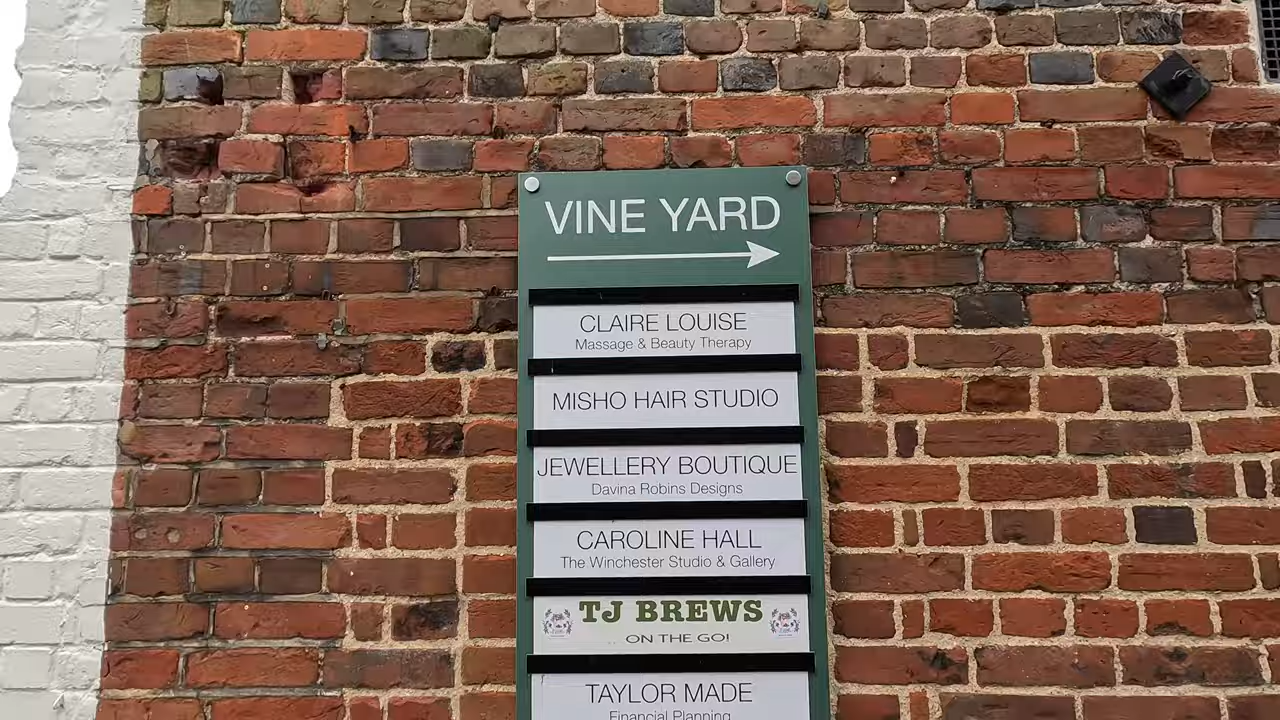 VINE YARD
CLAIRE LOUISE
Massage & Beauty Therapy
MISHO HAIR STUDIO
JEWELLERY BOUTIQUE
Davina Robins Designs
CAROLINE HALL
The Winchester Studio & Gallery
TJ BREWS
ON THE GO!
TAYLOR MADE
Financial Planning